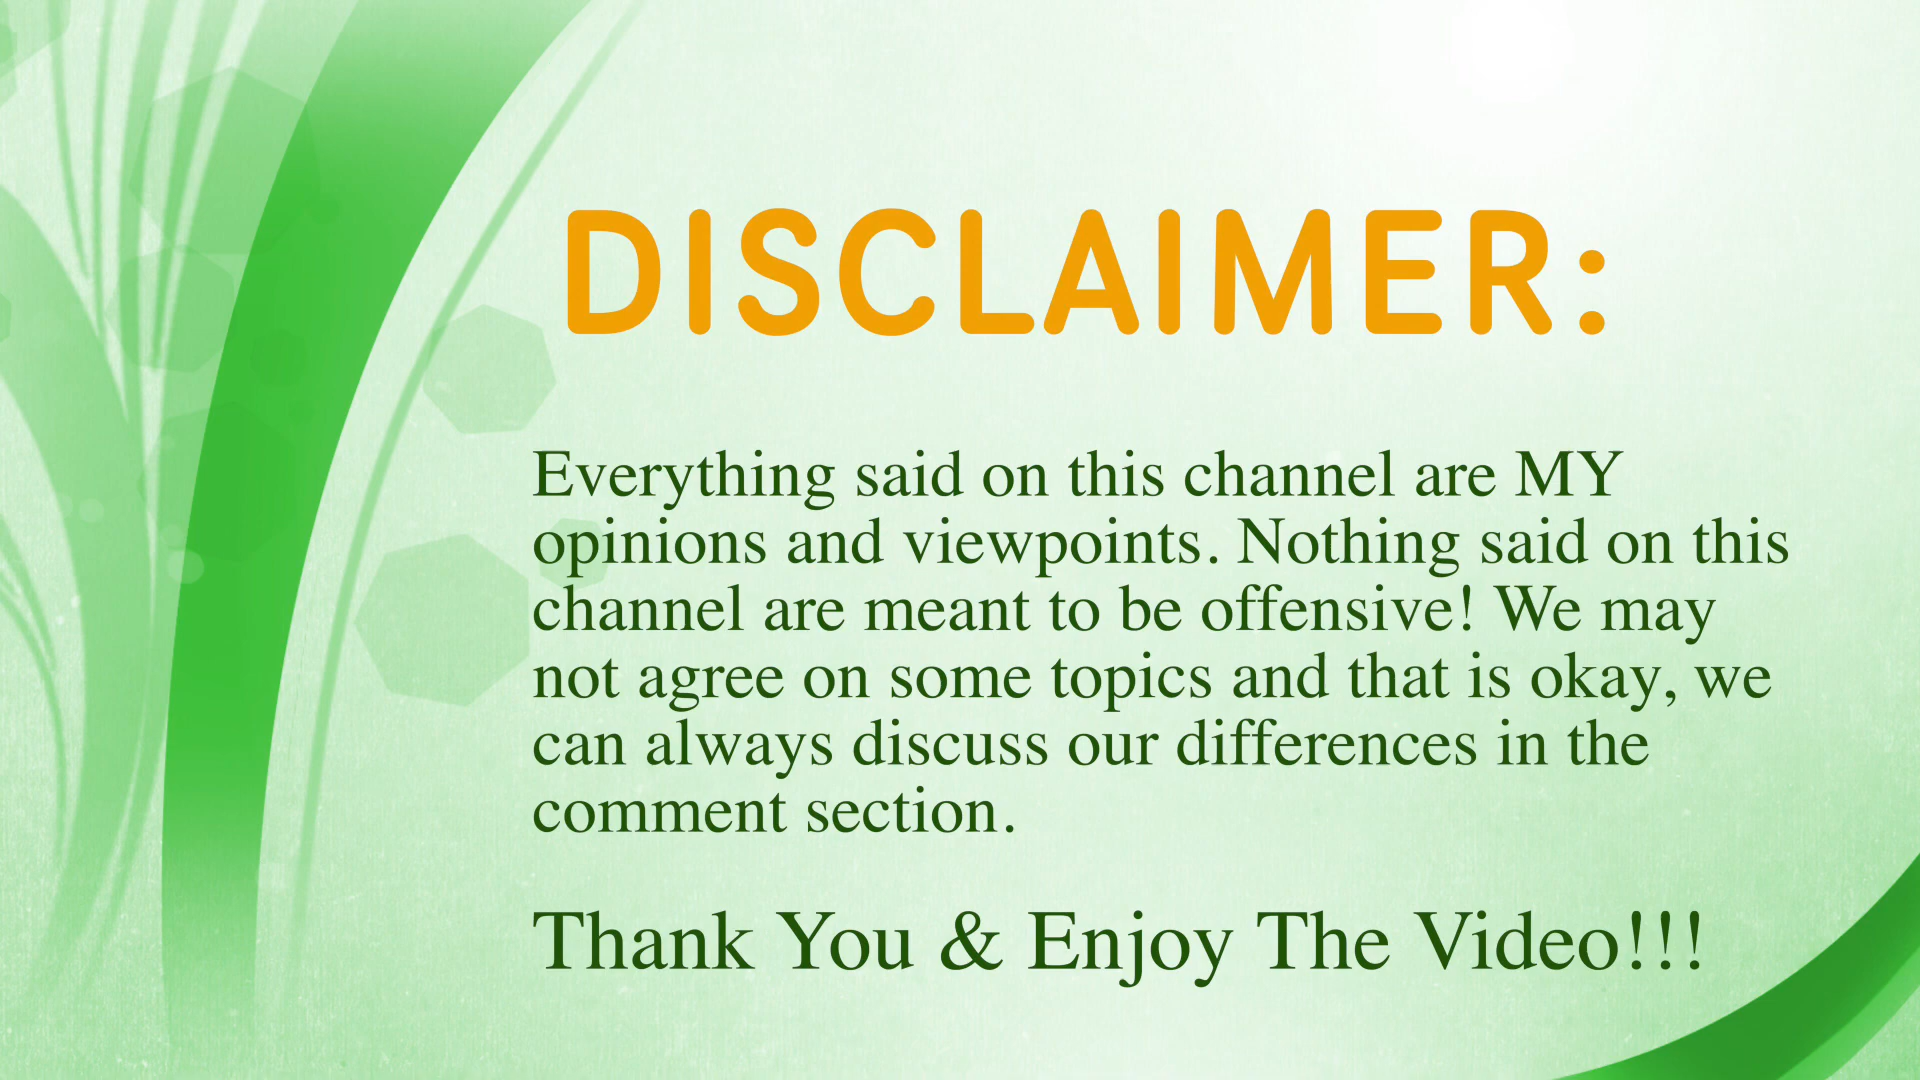 DISCLAIMER:
Everything said on this channel are MY
opinions and viewpoints. Nothing said on this
channel are meant to be offensive! We may
not agree on some topics and that is okay, we
can always discuss our differences in the
comment section.
Thank You & Enjoy The Video!!!